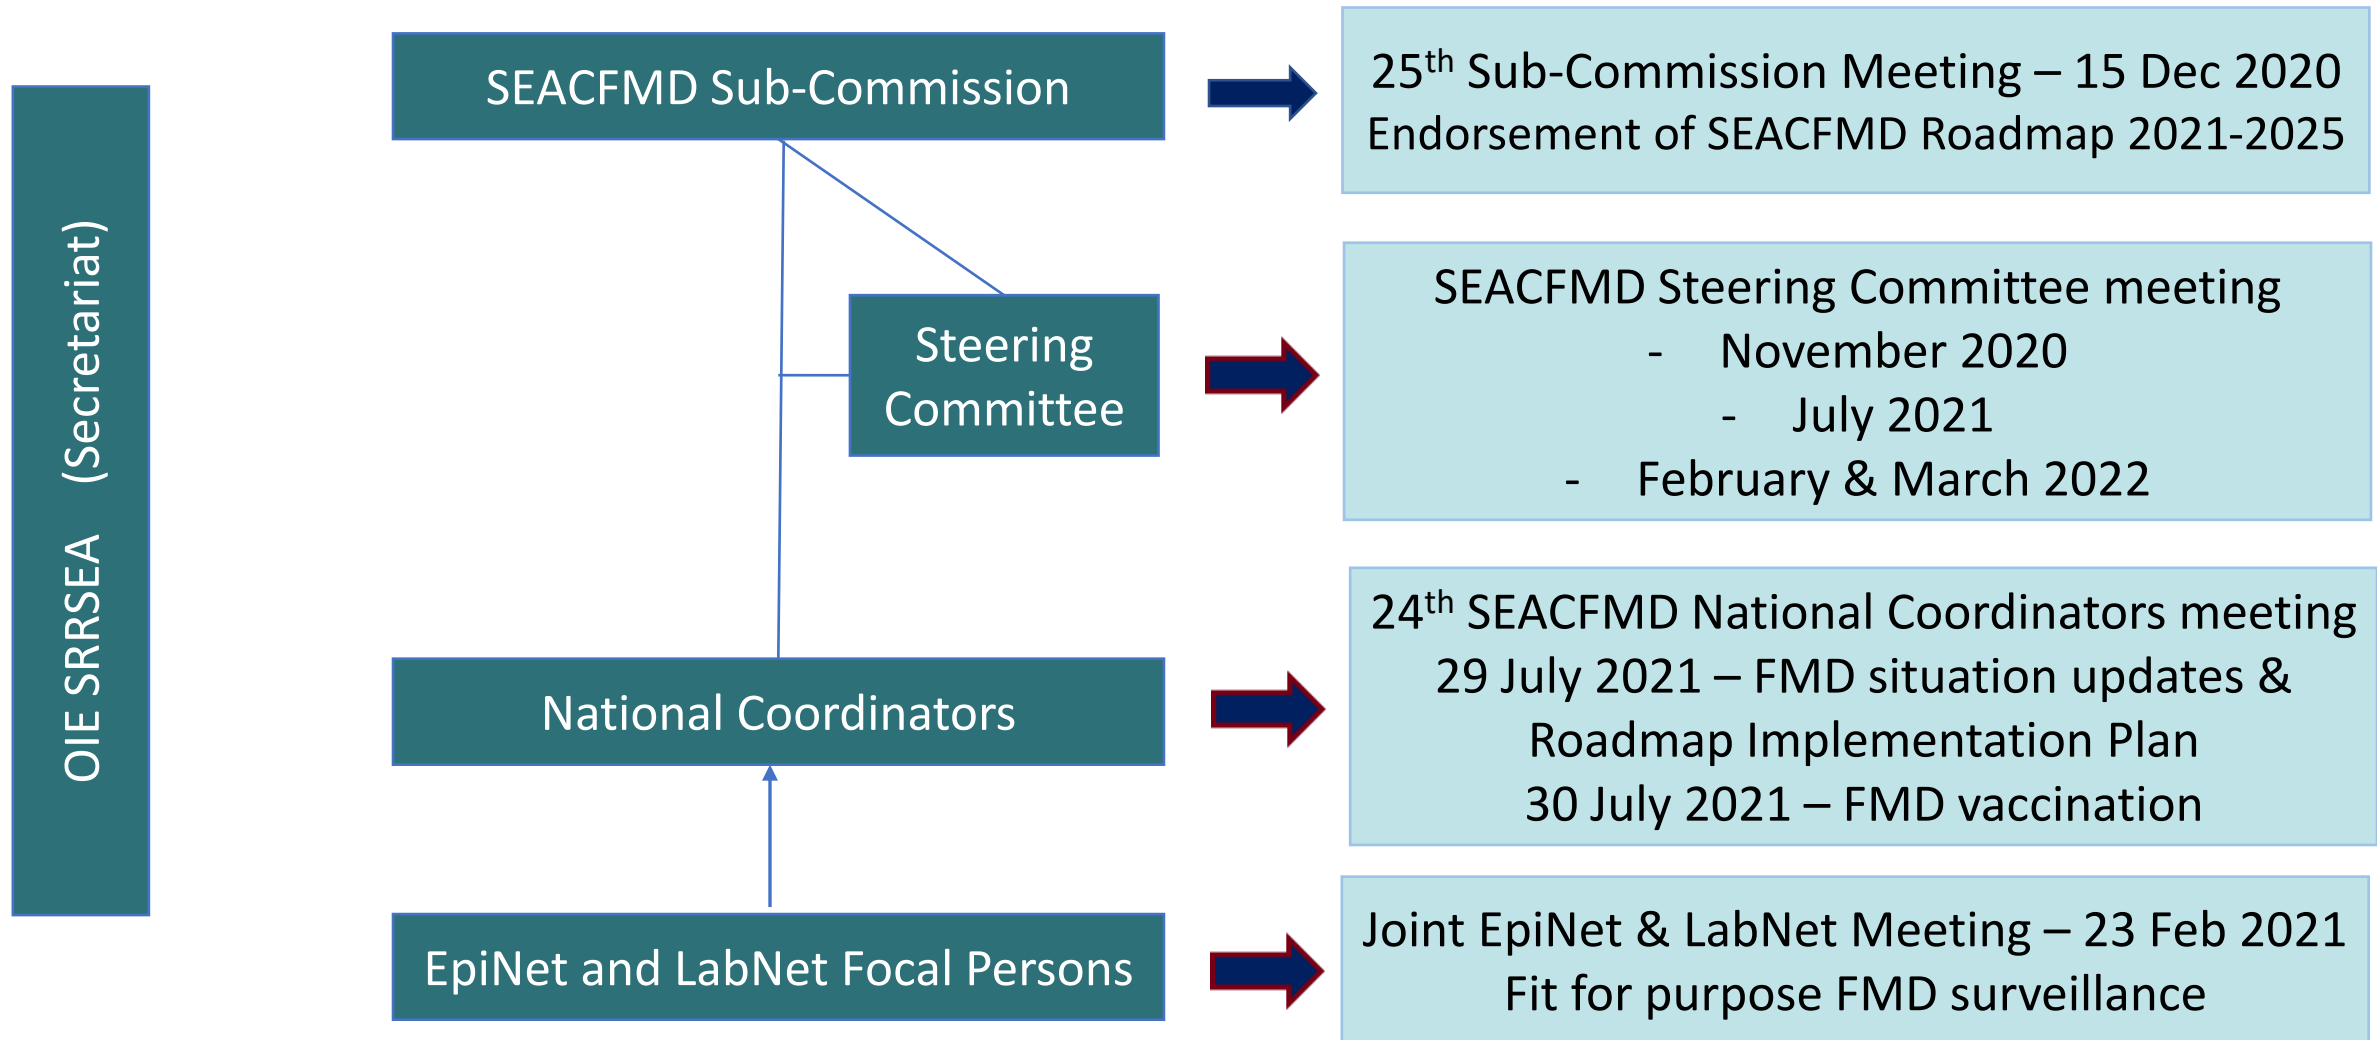 OIE SRRSEA (Secretariat)
SEACFMD Sub-Commission
25th Sub-Commission Meeting – 15 Dec 2020
Endorsement of SEACFMD Roadmap 2021-2025
Steering
Committee
SEACFMD Steering Committee meeting
- November 2020
- July 2021
- February & March 2022
National Coordinators
24th SEACFMD National Coordinators meeting
29 July 2021 – FMD situation updates &
Roadmap Implementation Plan
30 July 2021 – FMD vaccination
EpiNet and LabNet Focal Persons
Joint EpiNet & LabNet Meeting – 23 Feb 2021
Fit for purpose FMD surveillance